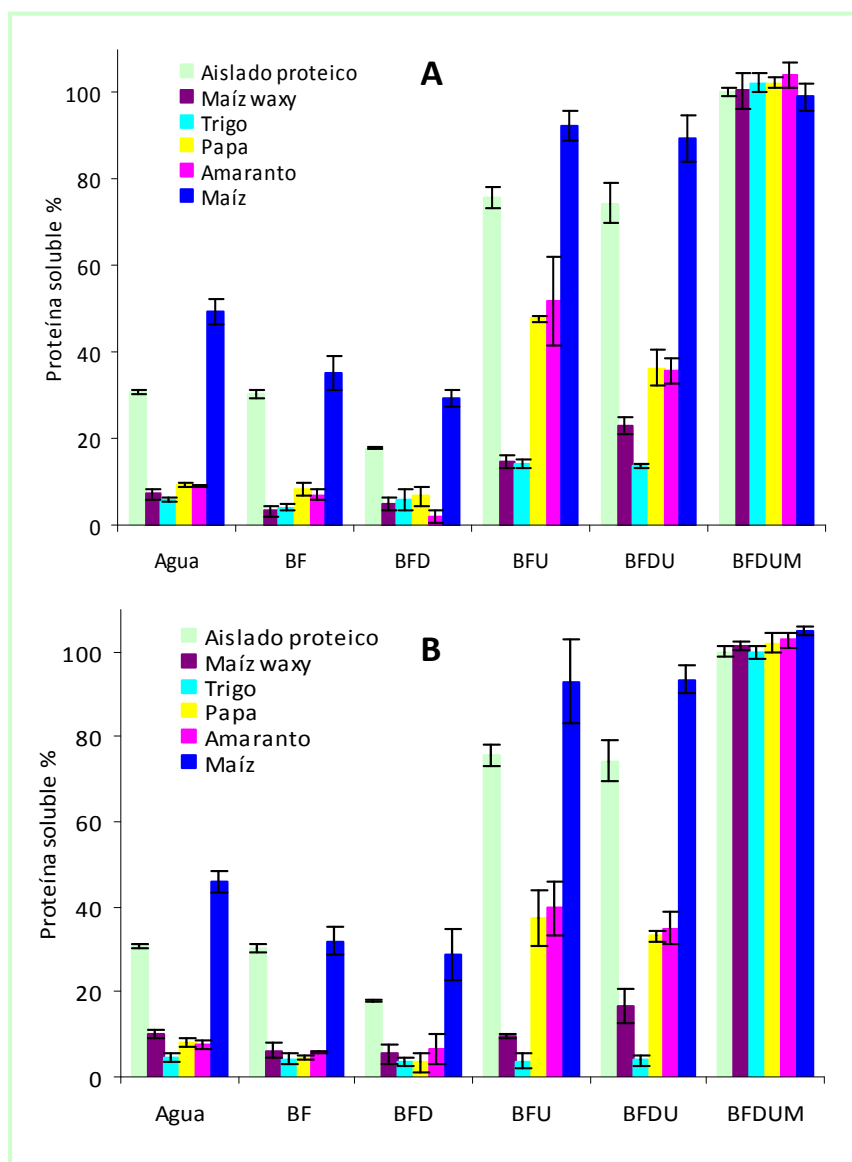 A
Aislado proteico
Maíz waxy
Trigo
Papa
Amaranto
Maíz
Proteína soluble %
100
80
60
40
20
0
Agua BF BFD BFU BFDU BFDUM
B
Aislado proteico
Maíz waxy
Trigo
Papa
Amaranto
Maíz
Proteína soluble %
100
80
60
40
20
0
Agua BF BFD BFU BFDU BFDUM